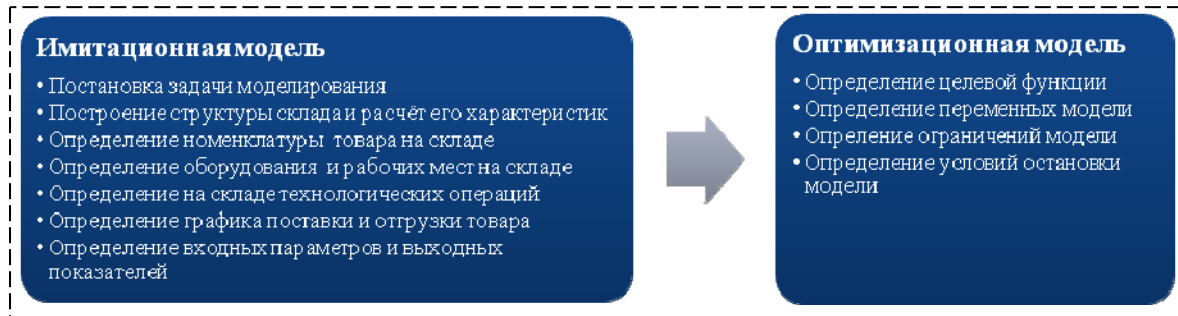 Имитационная модель
• Постановка задачи моделирования
• Построение структуры склада и расчёт его характеристик
• Определение номенклатуры товара на складе
• Определение оборудования и рабочих мест на складе
• Определение на складе технологических операций
• Определение графика поставки и отгрузки товара
• Определение входных параметров и выходных
показателей
Оптимизационная модель
• Определение целевой функции
• Определение переменных модели
• Опреление ограничений модели
• Определение условий остановки
модели